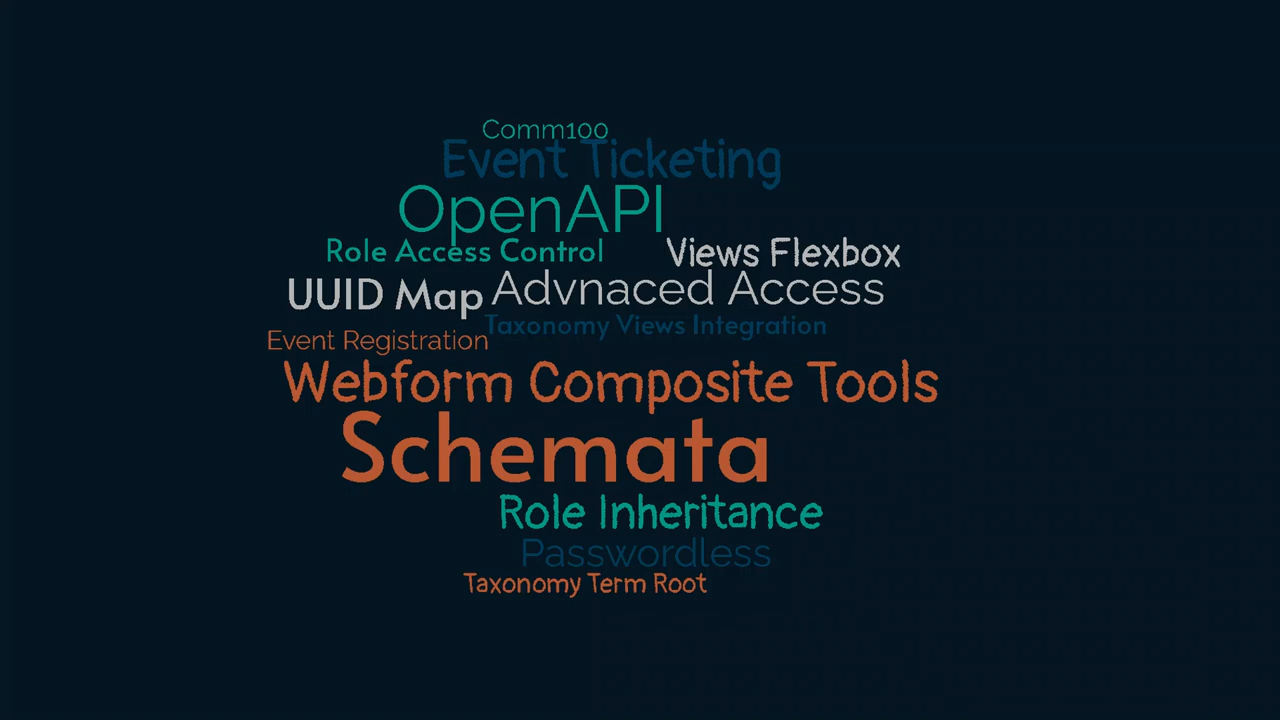 Comm100
Event Ticketing
OpenAPI
Role Access Control
Views Flexbox
UUID Map
Advnaced Access
Taxonomy Views Integration
Event Registration
Webform Composite Tools
Schemata
Role Inheritance
Passwordless
Taxonomy Term Root